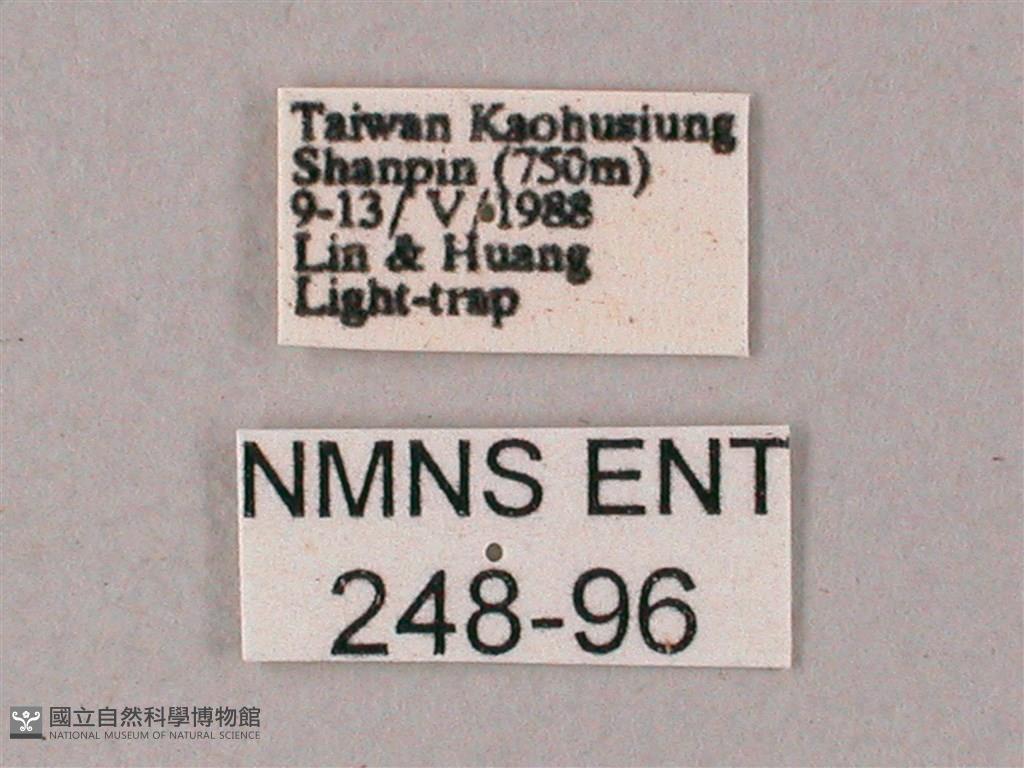 Taiwan Kaohusiung
Shanpin (750m)
9-13/ V/ 1988
Lin & Huang
Light-trap
NMNS ENT
248-96
國立自然科學博物館
NATIONAL MUSEUM OF NATURAL SCIENCE